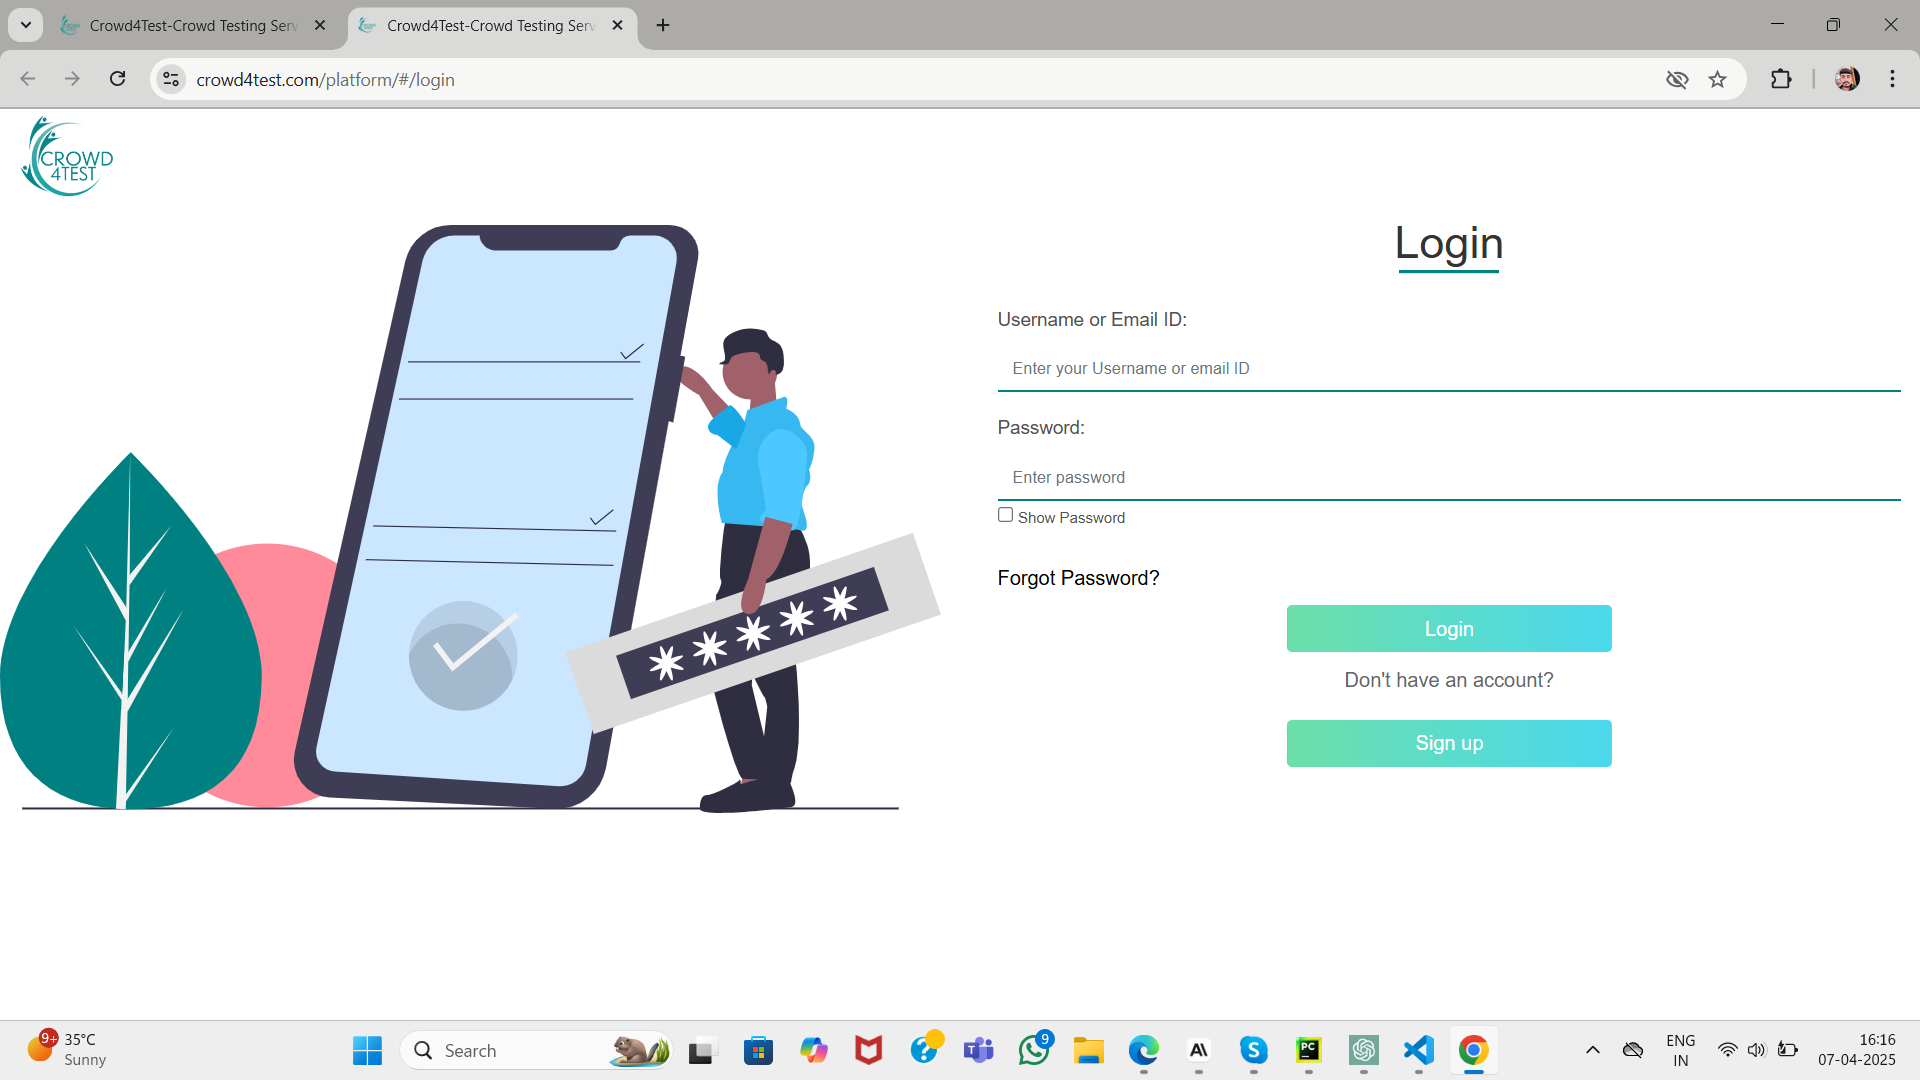 Crowd4Test-Crowd Testing Serv
Crowd4Test-Crowd Testing Serv
crowd4test.com/platform/#/login
CROWD
4TEST
Login
Username or Email ID:
Enter your Username or email ID
Password:
Enter password
Show Password
Forgot Password?
Login
Don't have an account?
Sign up
9+
35°C
Sunny
Search
9
PC
ENG
IN
16:16
07-04-2025